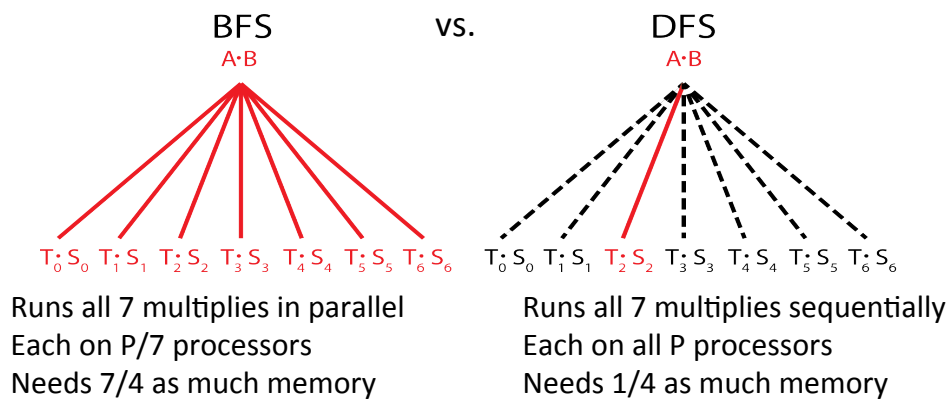 BFS vs. DFS
A·B A·B
T₀·S₀ T₁·S₁ T₂·S₂ T₃·S₃ T₄·S₄ T₅·S₅ T₆·S₆
T₀·S₀ T₁·S₁ T₂·S₂ T₃·S₃ T₄·S₄ T₅·S₅ T₆·S₆
Runs all 7 multiplies in parallel
Each on P/7 processors
Needs 7/4 as much memory
Runs all 7 multiplies sequentially
Each on all P processors
Needs 1/4 as much memory